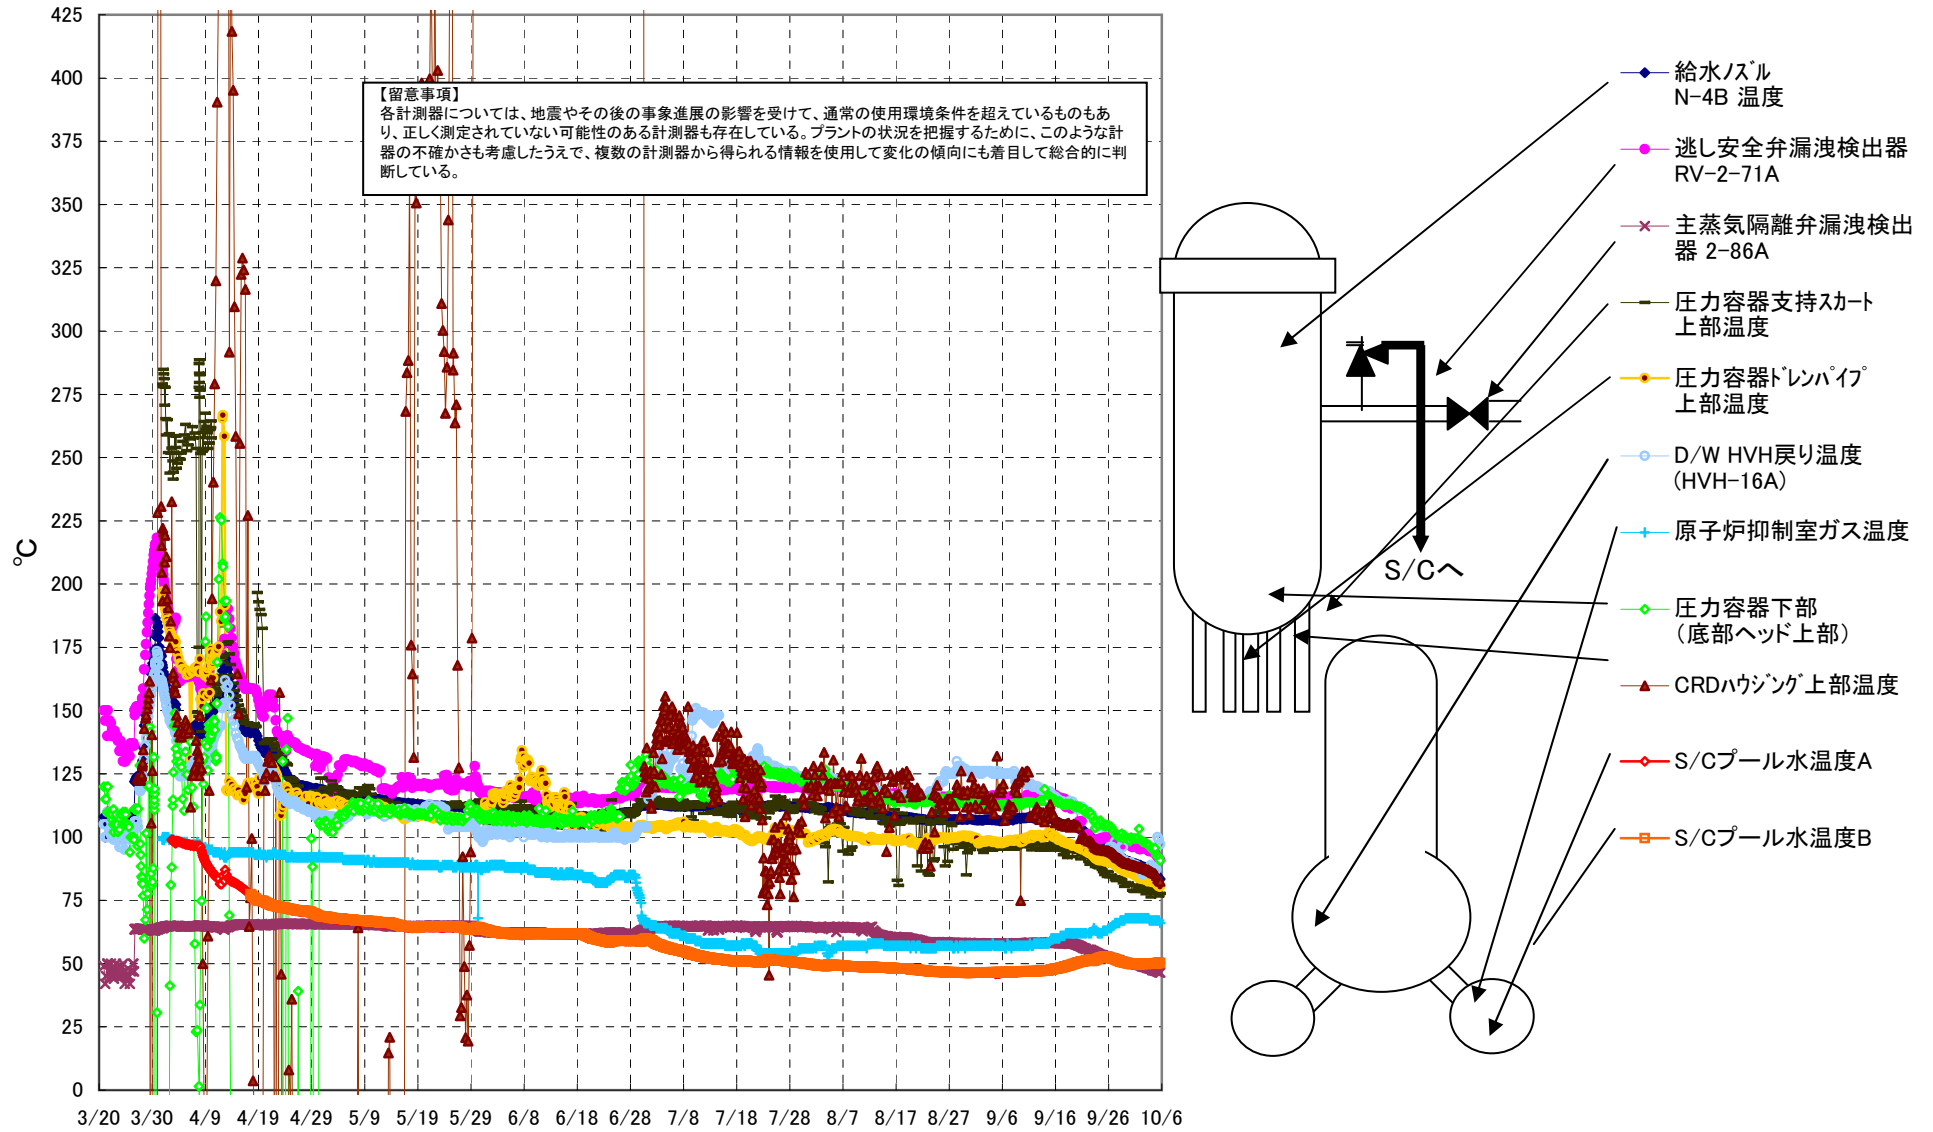 425
400
375
350
325
300
275
250
225
200
175
150
125
100
75
50
25
0
℃
3/20 3/30 4/9 4/19 4/29 5/9 5/19 5/29 6/8 6/18 6/28 7/8 7/18 7/28 8/7 8/17 8/27 9/6 9/16 9/26 10/6
【留意事項】
各計測器については、地震やその後の事象進展の影響を受けて、通常の使用環境条件を超えているものもあ
り、正しく測定されていない可能性のある計測器も存在している。プラントの状況を把握するために、このような計
器の不確かさも考慮したうえで、複数の計測器から得られる情報を使用して変化の傾向にも着目して総合的に判
断している。
S/Cへ
給水ノズル
N-4B 温度
逃し安全弁漏洩検出器
RV-2-71A
主蒸気隔離弁漏洩検出
器 2-86A
圧力容器支持スカート
上部温度
圧力容器ドレンパイプ
上部温度
D/W HVH戻り温度
(HVH-16A)
原子炉抑制室ガス温度
圧力容器下部
（底部ヘッド上部）
CRDハウジング上部温度
S/Cプール水温度A
S/Cプール水温度B